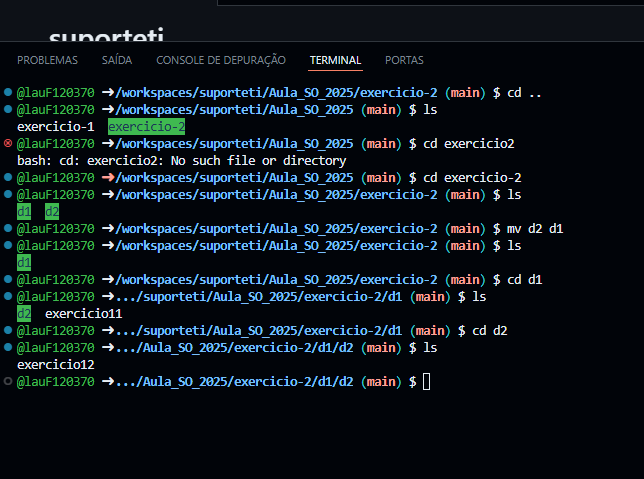 suporteti
PROBLEMAS SAÍDA CONSOLE DE DEPURAÇÃO TERMINAL PORTAS
@lauF120370 ➜/workspaces/suporteti/Aula_SO_2025/exercicio-2 (main) $ cd ..
@lauF120370 ➜/workspaces/suporteti/Aula_SO_2025 (main) $ ls
exercicio-1 exercicio-2
@lauF120370 ➜/workspaces/suporteti/Aula_SO_2025 (main) $ cd exercicio2
bash: cd: exercicio2: No such file or directory
@lauF120370 ➜/workspaces/suporteti/Aula_SO_2025 (main) $ cd exercicio-2
@lauF120370 ➜/workspaces/suporteti/Aula_SO_2025/exercicio-2 (main) $ ls
d1 d2
@lauF120370 ➜/workspaces/suporteti/Aula_SO_2025/exercicio-2 (main) $ mv d2 d1
@lauF120370 ➜/workspaces/suporteti/Aula_SO_2025/exercicio-2 (main) $ ls
d1
@lauF120370 ➜/workspaces/suporteti/Aula_SO_2025/exercicio-2 (main) $ cd d1
@lauF120370 ➜.../suporteti/Aula_SO_2025/exercicio-2/d1 (main) $ ls
d2 exercicio11
@lauF120370 ➜.../suporteti/Aula_SO_2025/exercicio-2/d1 (main) $ cd d2
@lauF120370 ➜.../Aula_SO_2025/exercicio-2/d1/d2 (main) $ ls
exercicio12
@lauF120370 ➜.../Aula_SO_2025/exercicio-2/d1/d2 (main) $